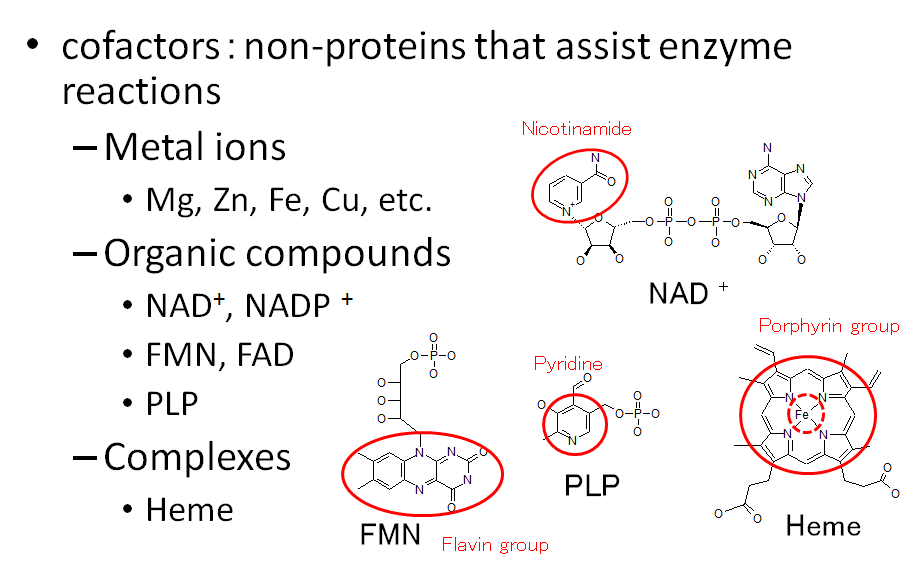 • cofactors : non-proteins that assist enzyme
reactions
– Metal ions
• Mg, Zn, Fe, Cu, etc.
– Organic compounds
• NAD⁺, NADP ⁺
• FMN, FAD
• PLP
– Complexes
• Heme
Nicotinamide
N
O
N⁺
O
O
O
O
P
O
O
O
P
O
O
O
O
O
O
N
N
N
N
N
NAD ⁺
O
P
O
O
O
O
O
O
N
N
O
N
N
O
FMN
Flavin group
Pyridine
O
O
N
O
P
O
O
O
PLP
Porphyrin group
N
N
Fe
N
N
O
O
O
O
Heme